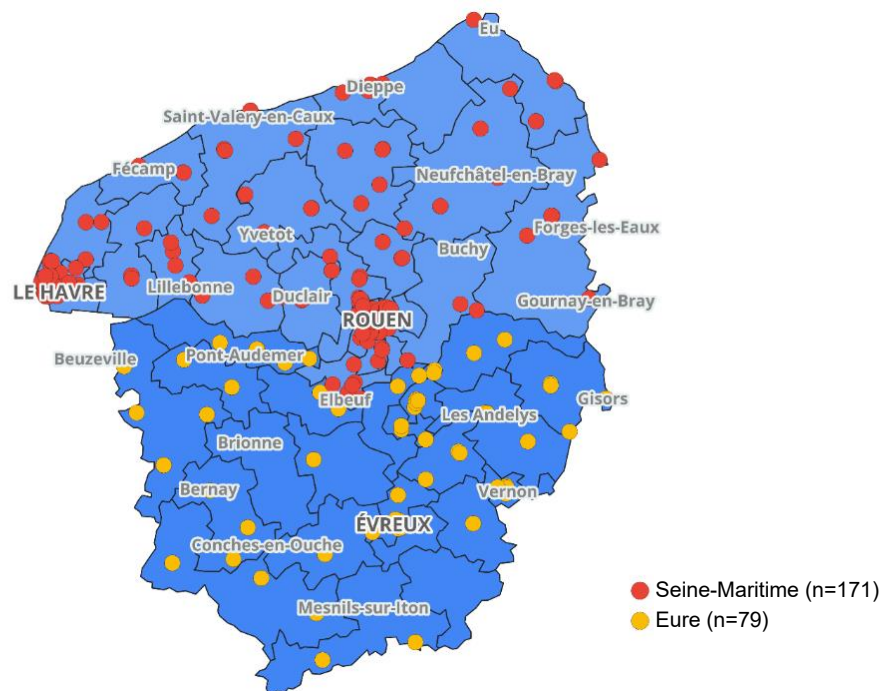 Eu
Dieppe
Saint-Valery-en-Caux
Fécamp
Neufchâtel-en-Bray
Yvetot
Forges-les-Eaux
Buchy
LE HAVRE
Lillebonne
Duclair
Gournay-en-Bray
ROUEN
Beuzeville
Pont-Audemer
Elbeuf
Gisors
Les Andelys
Brionne
Bernay
Vernon
ÉVREUX
Conches-en-Ouche
Mesnils-sur-Iton
Seine-Maritime (n=171)
Eure (n=79)